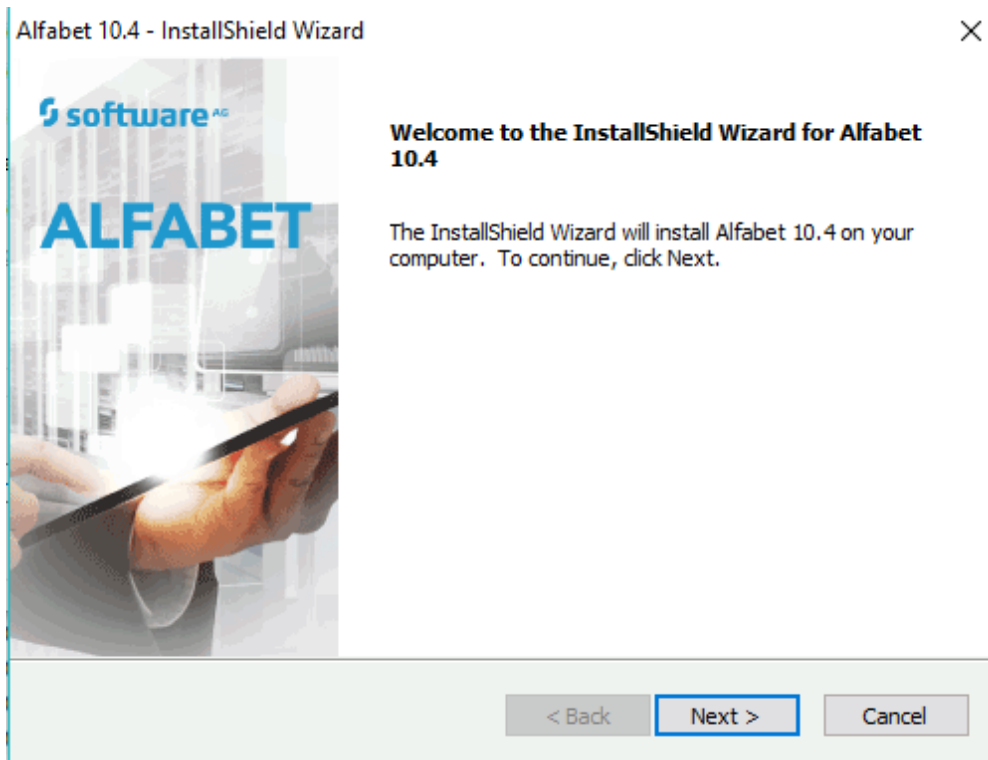 Alfabet 10.4 - InstallShield Wizard
software AG
ALFABET
Welcome to the InstallShield Wizard for Alfabet
10.4
The InstallShield Wizard will install Alfabet 10.4 on your
computer. To continue, click Next.
< Back Next > Cancel